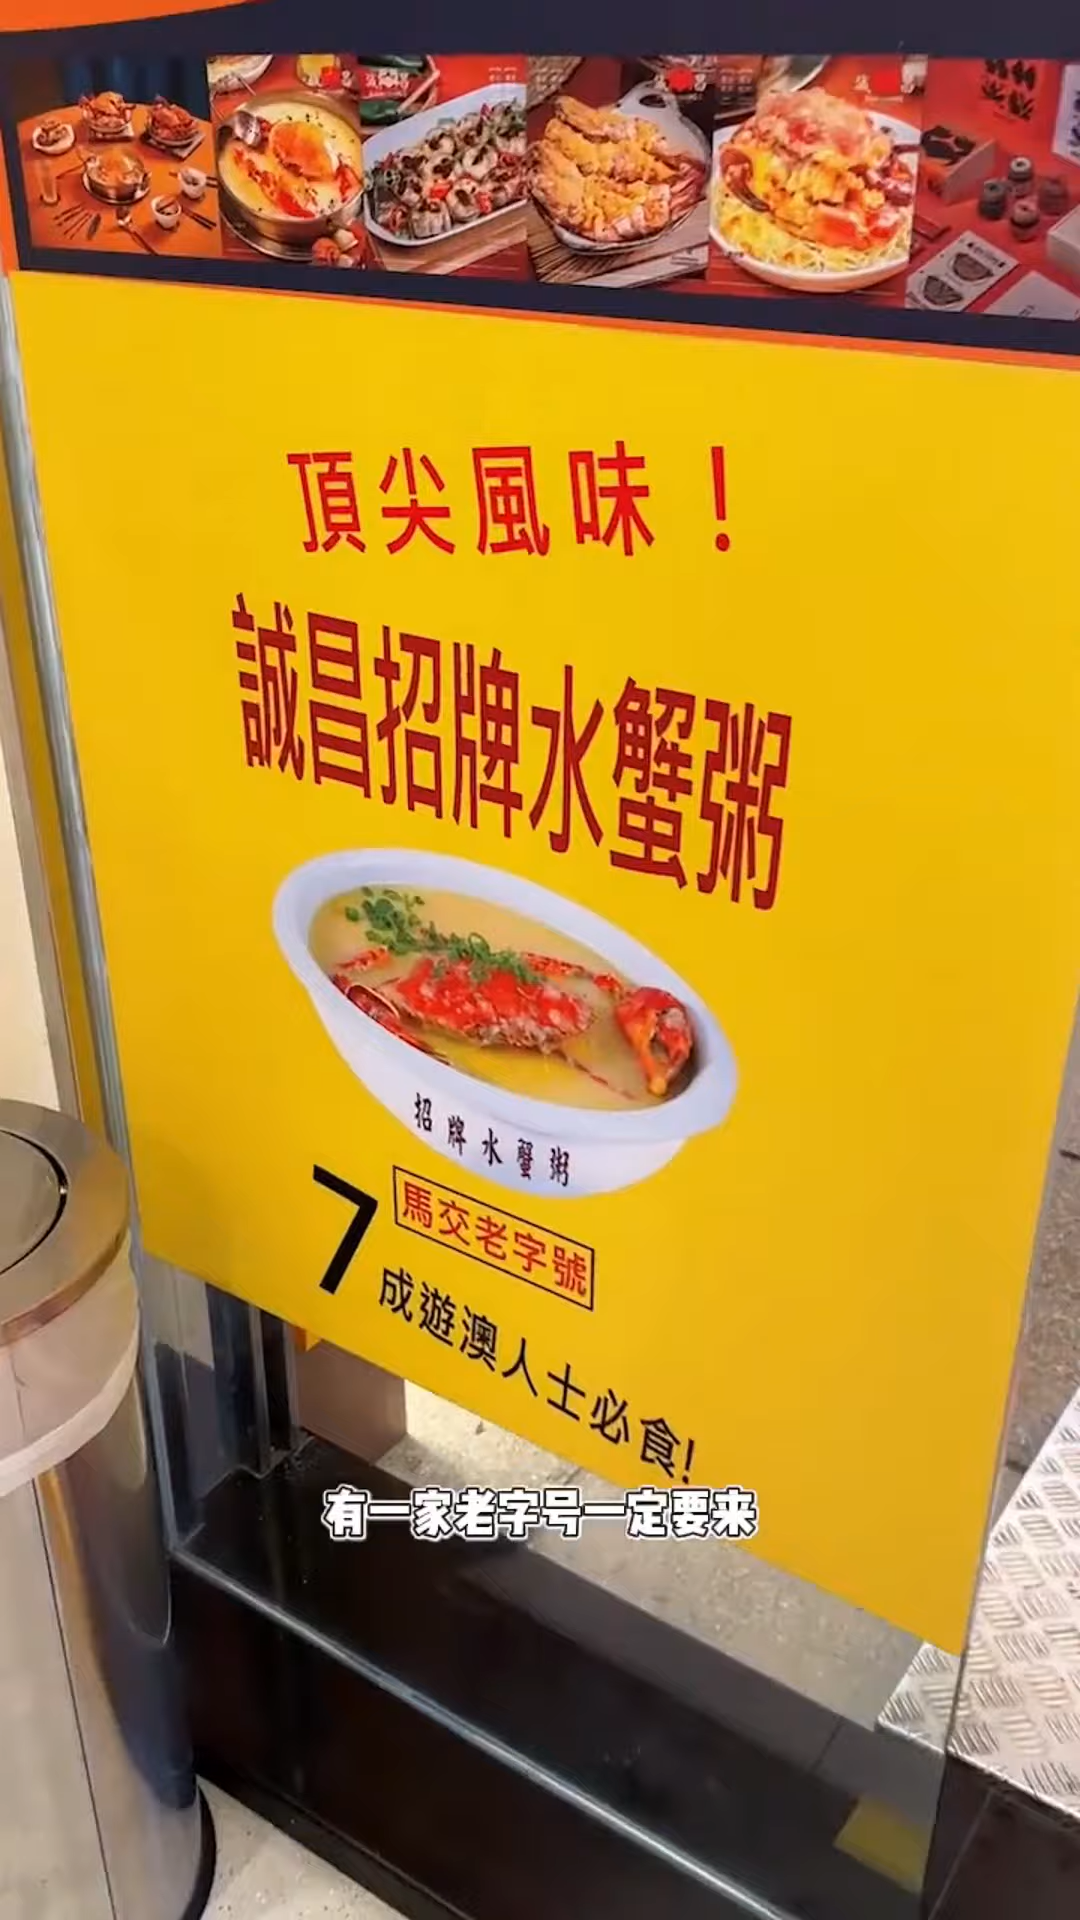 頂尖風味！
誠昌招牌水蟹粥
招牌水蟹粥
馬交老字號
7成遊澳人士必食!
有一家老字号一定要来